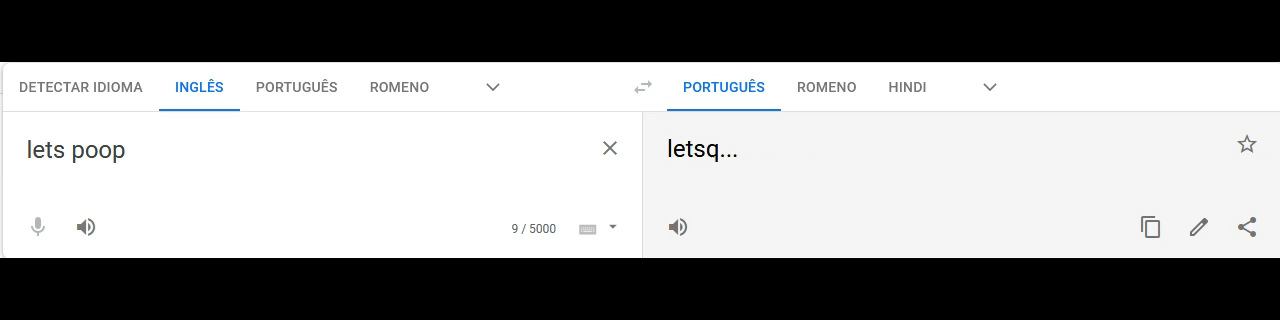 DETECTAR IDIOMA INGLÊS PORTUGUÊS ROMENO PORTUGUÊS ROMENO HINDI
lets poop
letsq...
9 / 5000